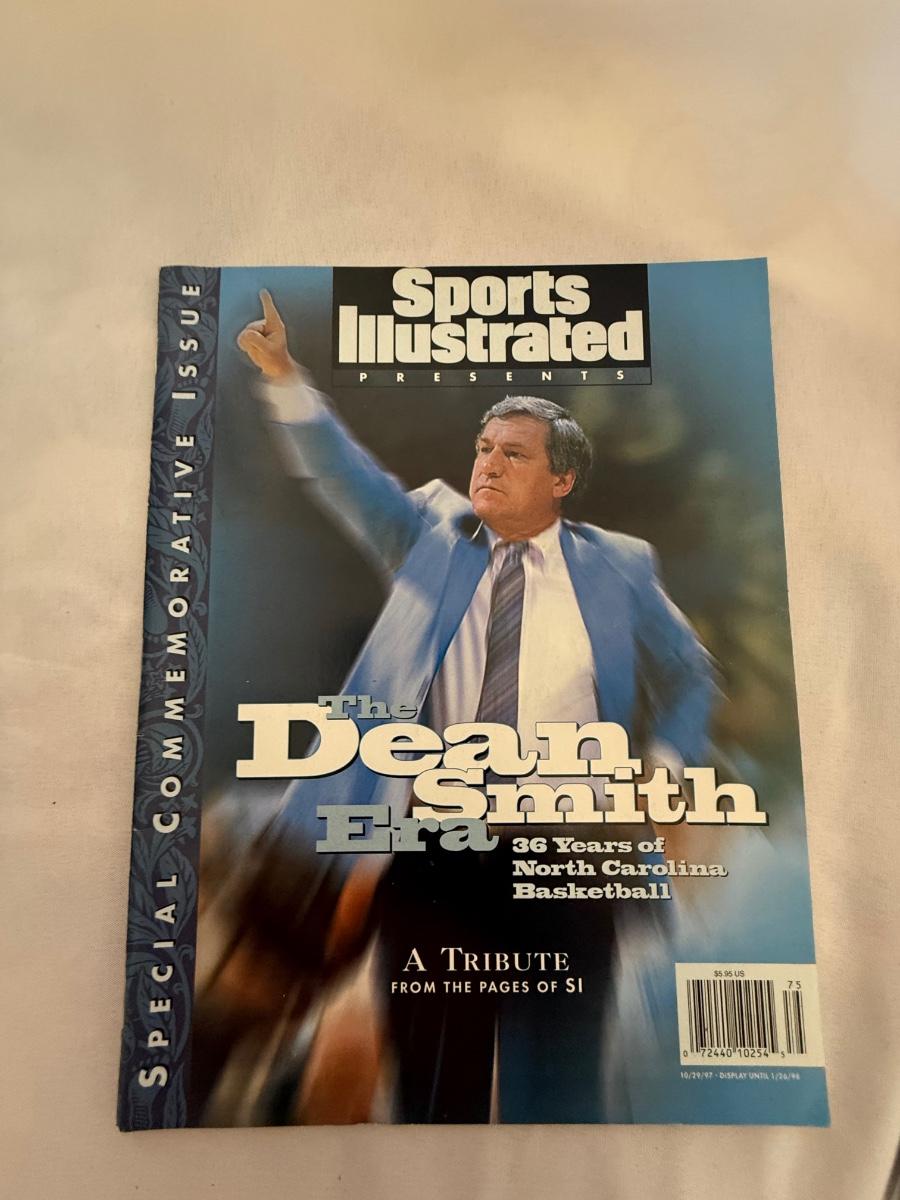 Special Commemorative Issue
Sports
Illustrated
PRESENTS
The
Dean
Smith
Era
36 Years of
North Carolina
Basketball
A Tribute
FROM THE PAGES OF SI
$5.95 US
75
0 72440 10254 5
10/29/97 · DISPLAY UNTIL 1/26/98